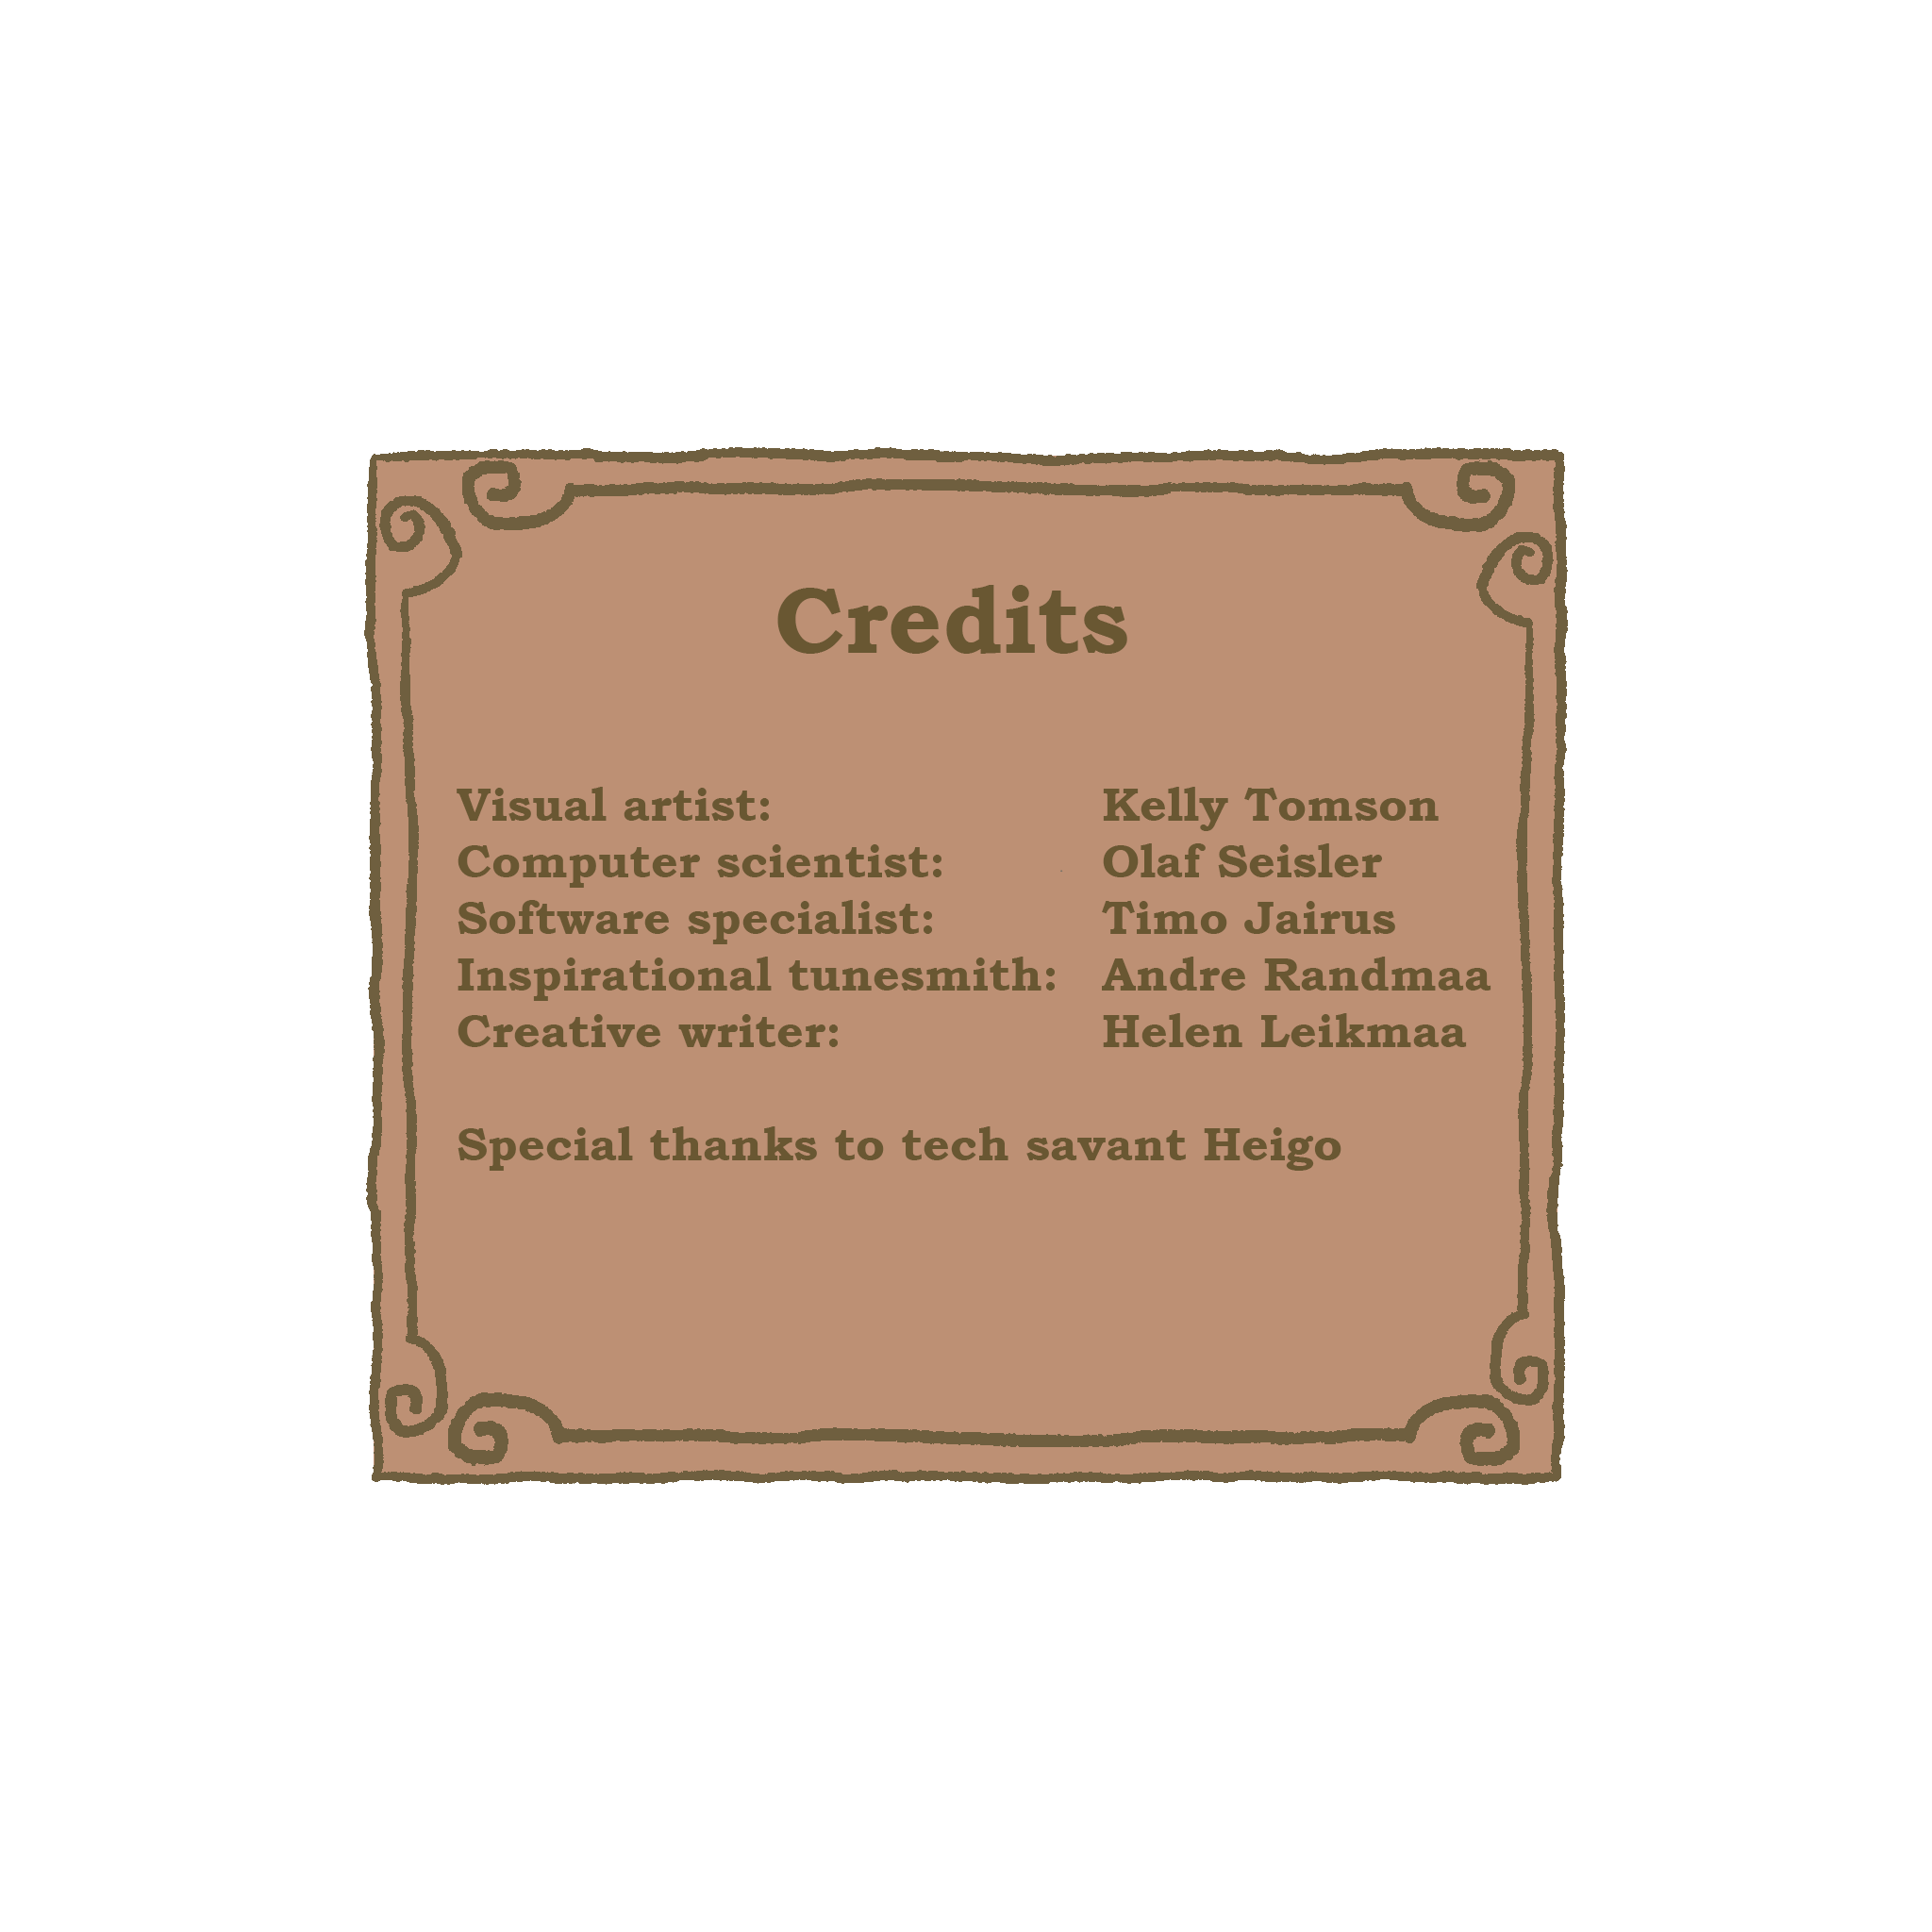 Credits
Visual artist: Kelly Tomson
Computer scientist: Olaf Seisler
Software specialist: Timo Jairus
Inspirational tunesmith: Andre Randmaa
Creative writer: Helen Leikmaa
Special thanks to tech savant Heigo